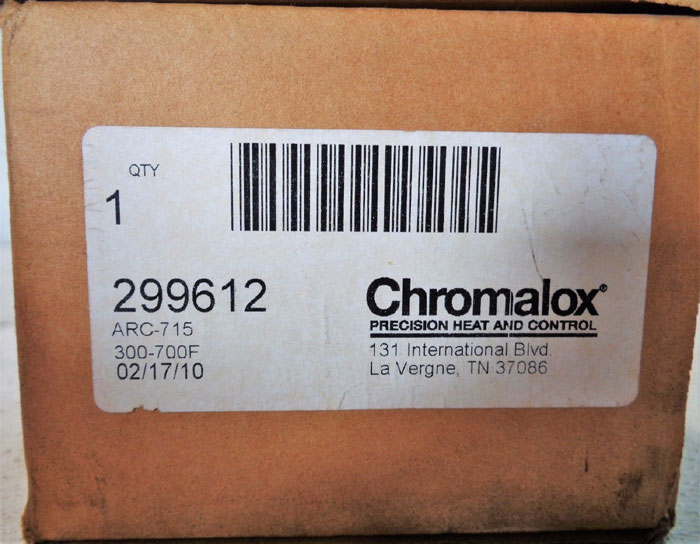 QTY
1
299612
ARC-715
300-700F
02/17/10
Chromalox®
PRECISION HEAT AND CONTROL
131 International Blvd.
La Vergne, TN 37086